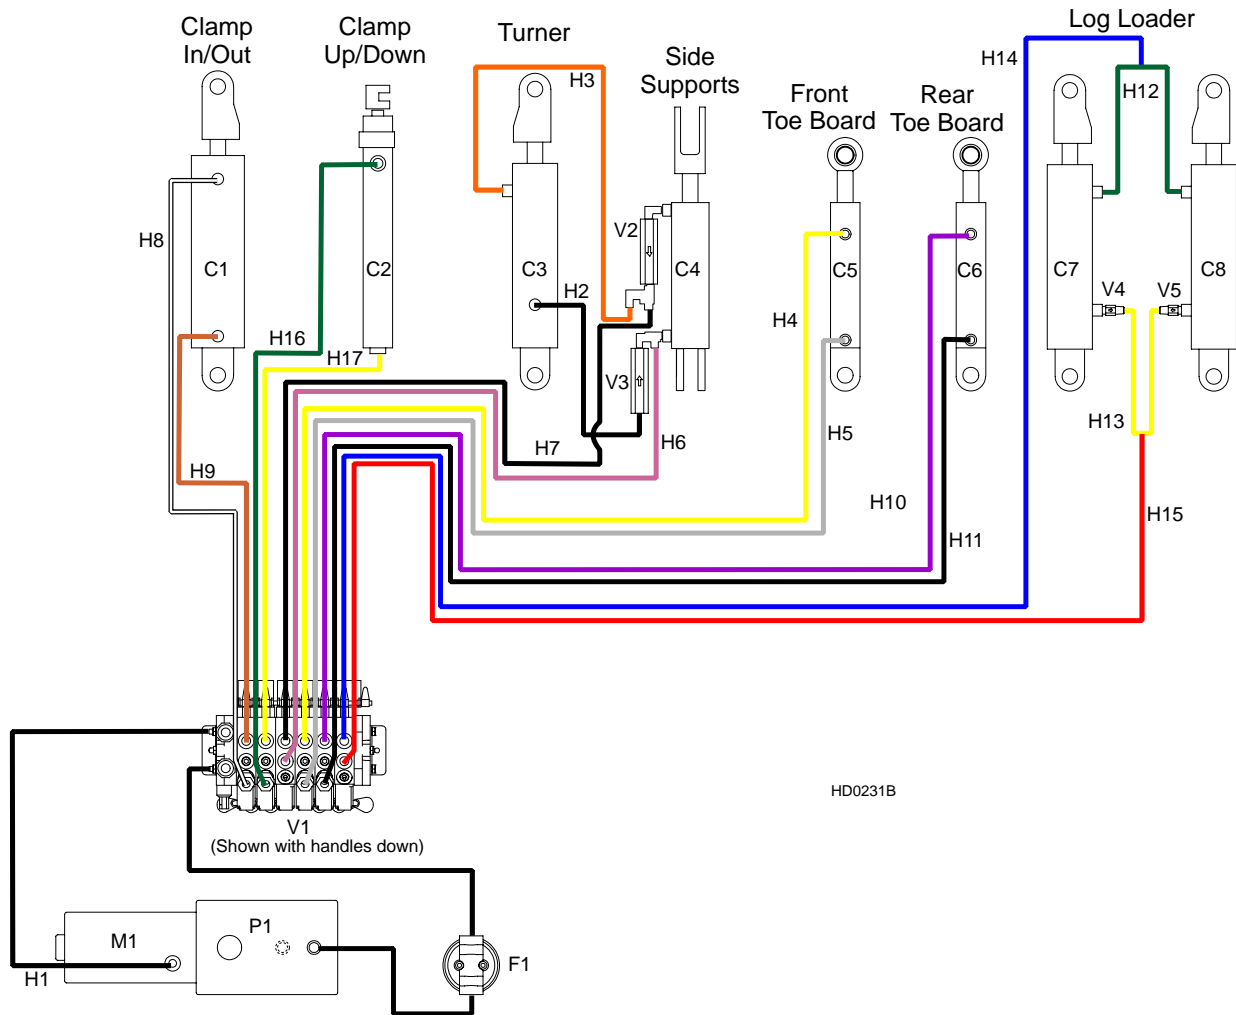 Clamp
In/Out
Clamp
Up/Down
Turner
Side
Supports
Front
Toe Board
Rear
Toe Board
Log Loader
H3
H14
H12
H8
V2
C1
C2
C3
C4
C5
C6
C7
C8
H2
V4
V5
H4
H16
H17
V3
H13
H7
H6
H5
H9
H10
H15
H11
HD0231B
V1
(Shown with handles down)
M1
P1
F1
H1